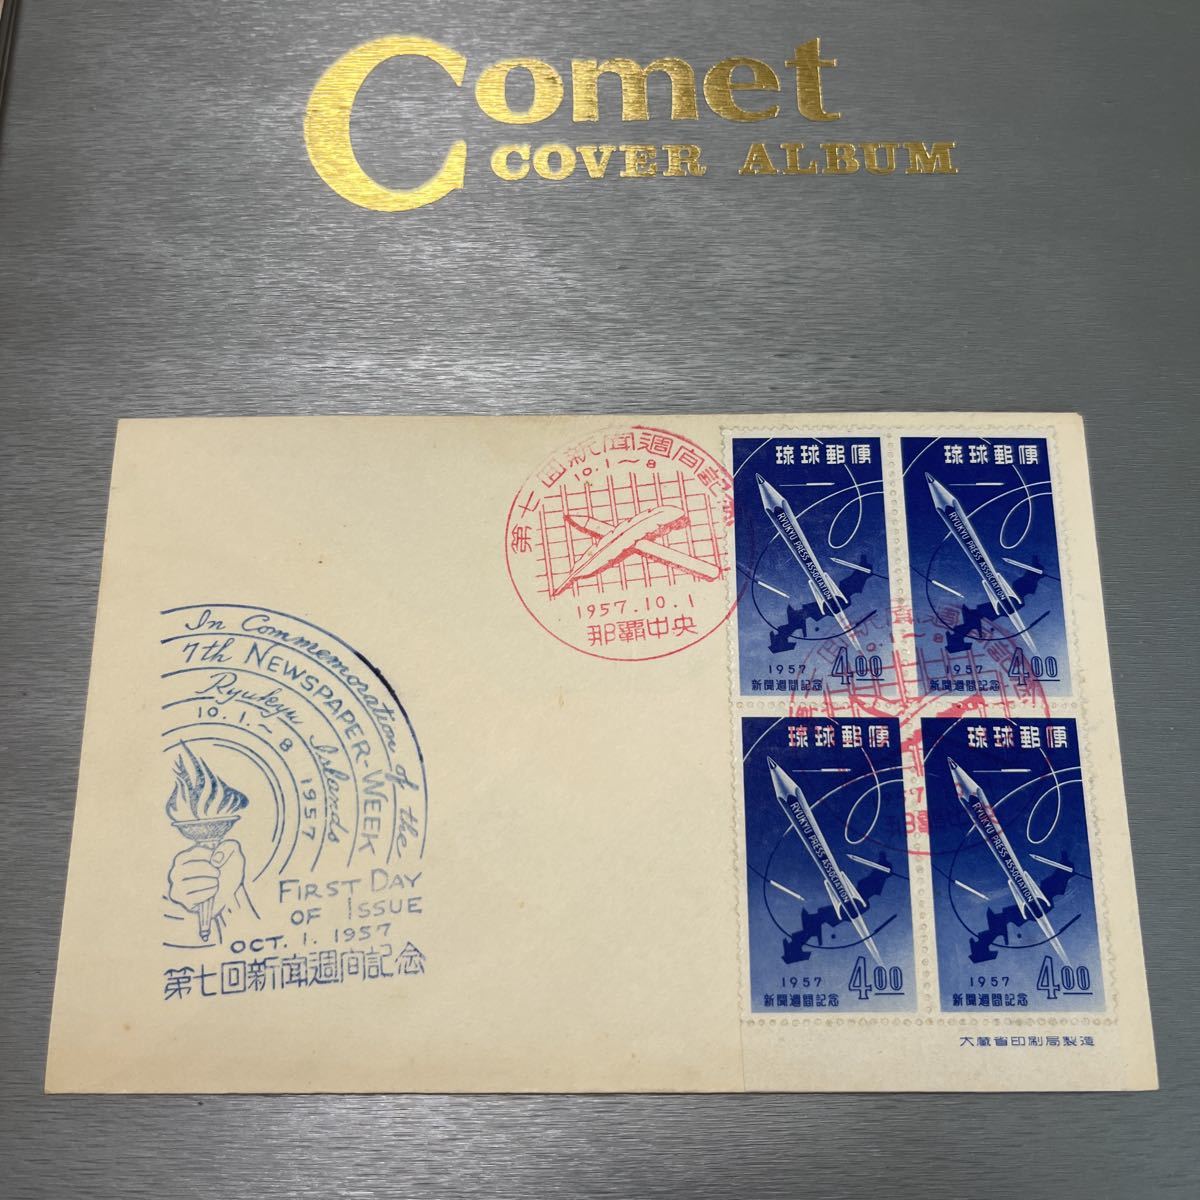 Comet
COVER ALBUM
第七回新聞週间記念
10.1～8
1957.10.1
那覇中央
In Commemoration of the
7th NEWSPAPER-WEEK
Ryukyu Islands
10.1.～8 1957
FIRST DAY
OF ISSUE
OCT. 1. 1957
第七回新聞週间記念
琉球郵便
RYUKYU PRESS ASSOCIATION
1957
新聞週間記念
4.00
琉球郵便
RYUKYU PRESS ASSOCIATION
1957
新聞週間記念
4.00
琉球郵便
RYUKYU PRESS ASSOCIATION
1957
新聞週間記念
4.00
琉球郵便
RYUKYU PRESS ASSOCIATION
1957
新聞週間記念
4.00
大蔵省印刷局製造